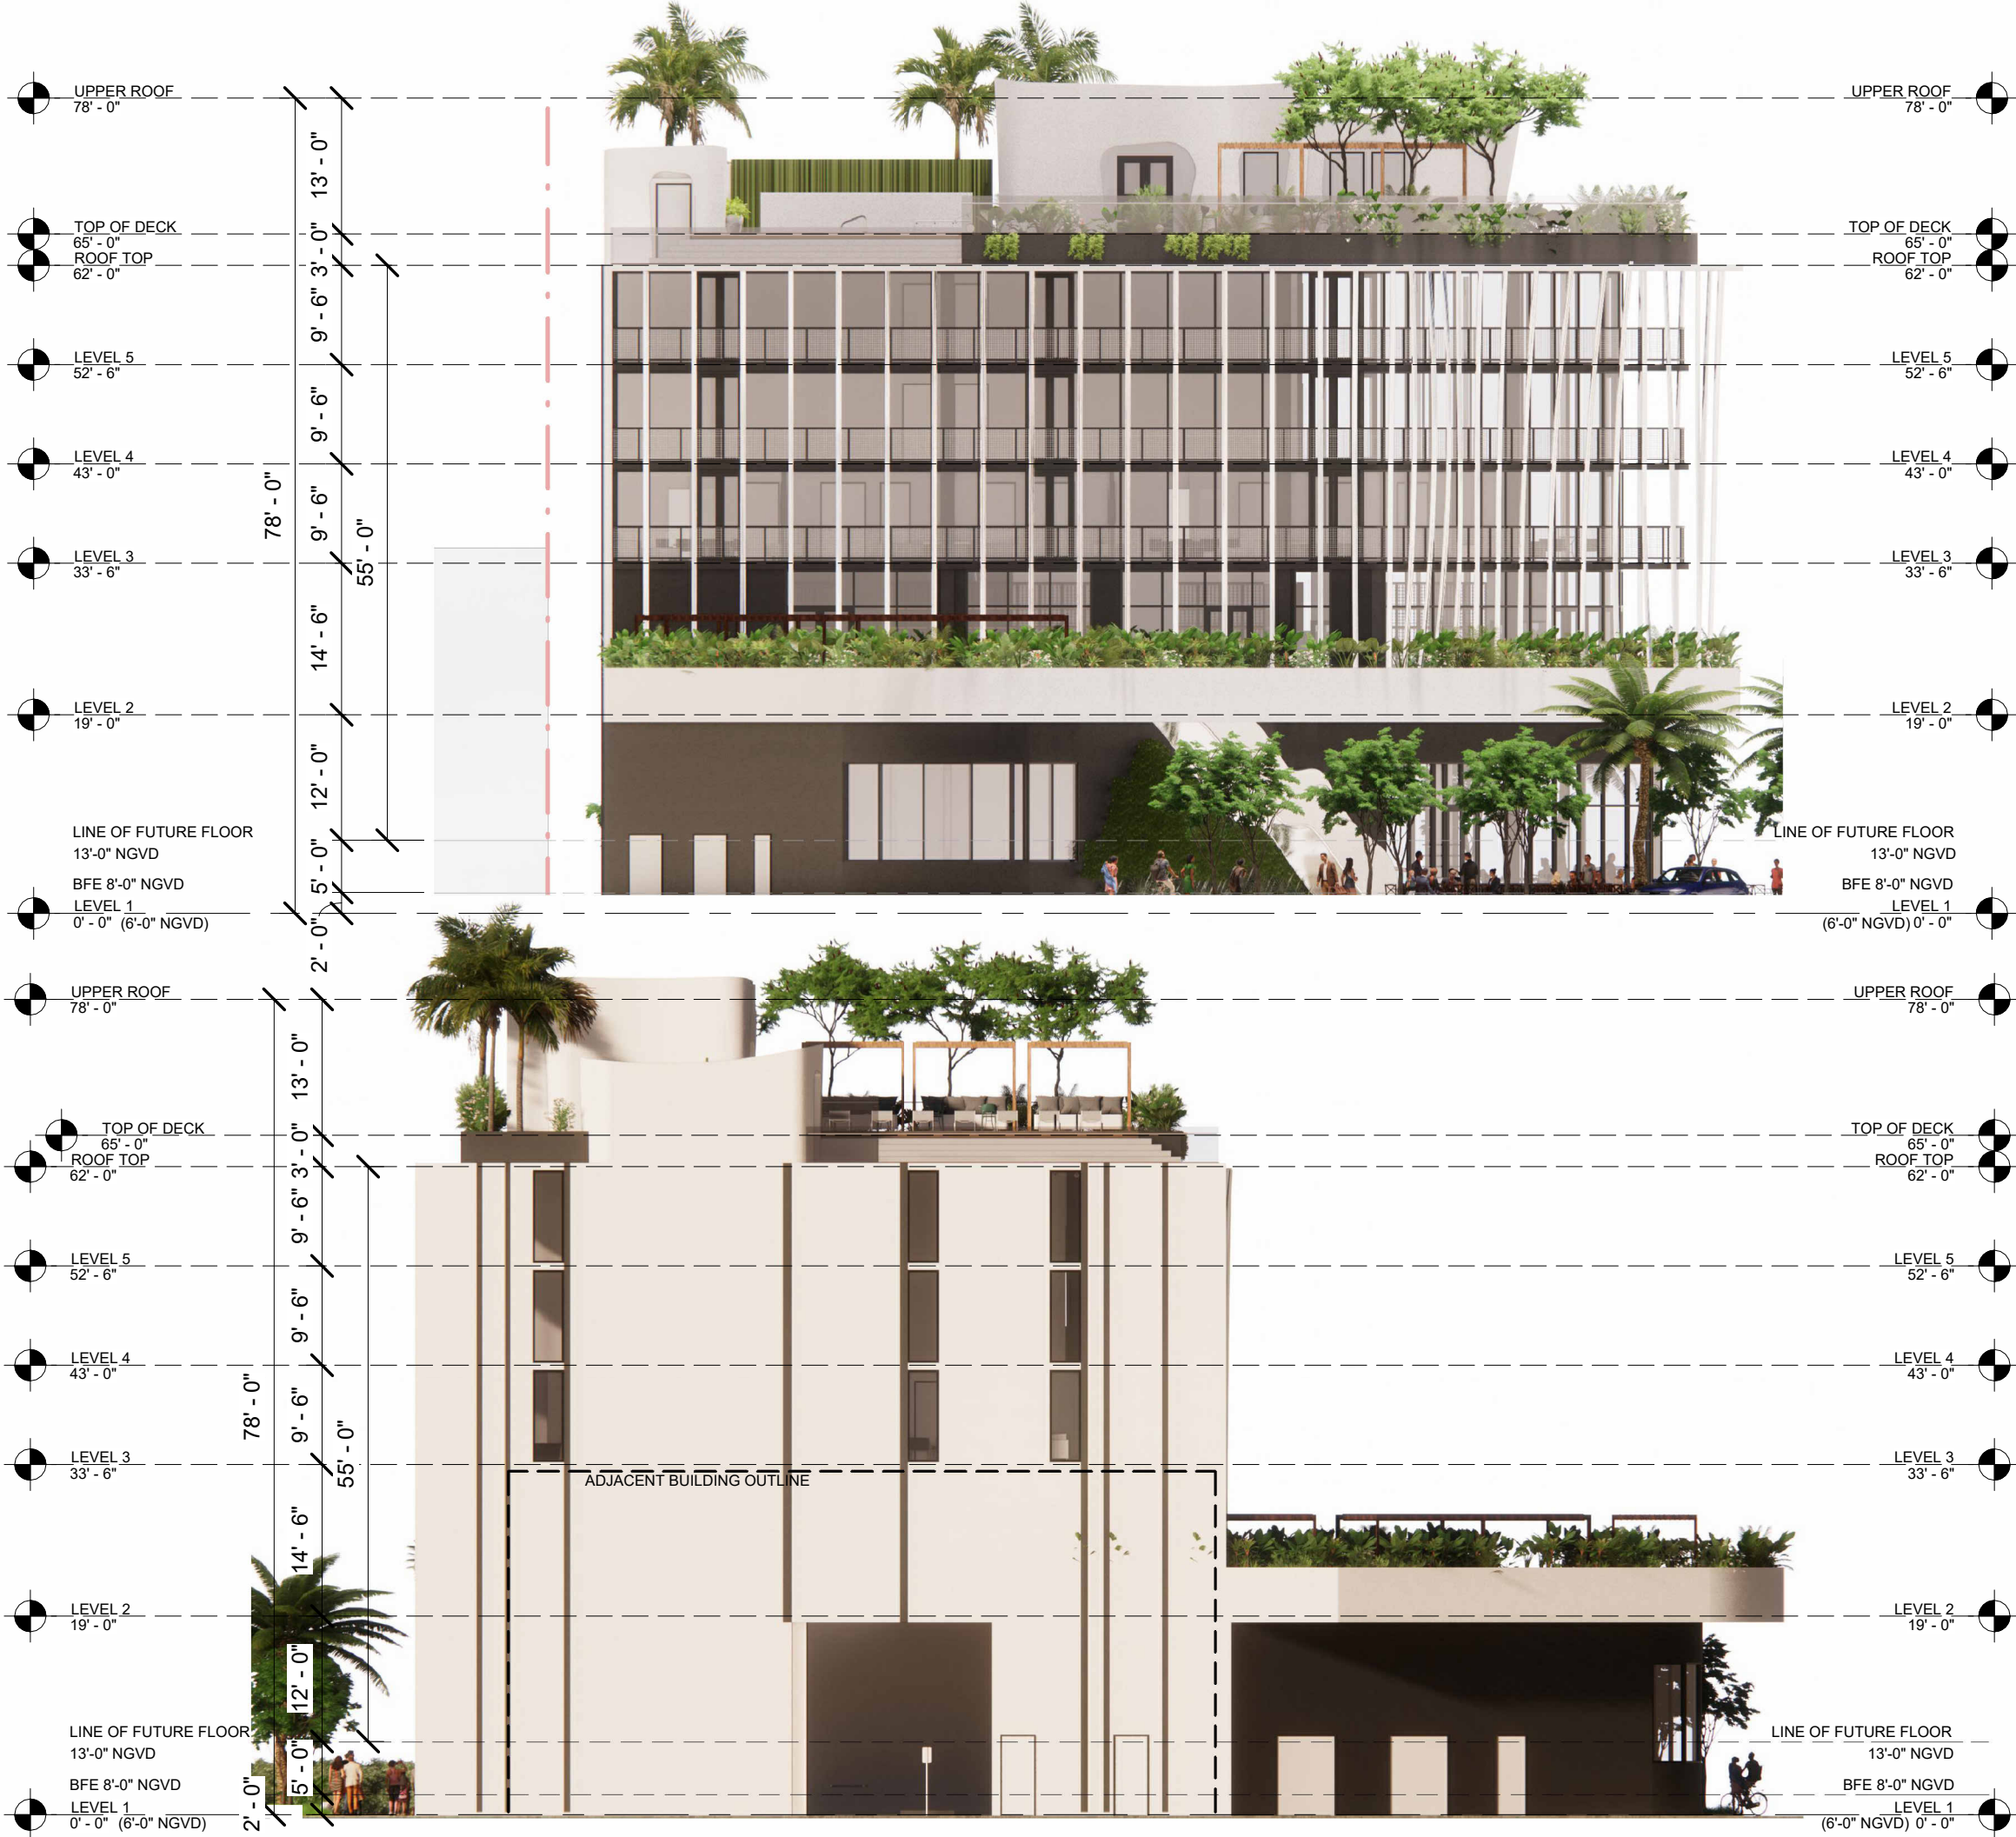 UPPER ROOF
78' - 0"
TOP OF DECK
65' - 0"
ROOF TOP
62' - 0"
LEVEL 5
52' - 6"
LEVEL 4
43' - 0"
LEVEL 3
33' - 6"
LEVEL 2
19' - 0"
LINE OF FUTURE FLOOR
13'-0" NGVD
BFE 8'-0" NGVD
LEVEL 1
0' - 0" (6'-0" NGVD)
78' - 0"
13' - 0"
3' - 0"
9' - 6"
9' - 6"
9' - 6"
14' - 6"
12' - 0"
5' - 0"
2' - 0"
55' - 0"
UPPER ROOF
78' - 0"
TOP OF DECK
65' - 0"
ROOF TOP
62' - 0"
LEVEL 5
52' - 6"
LEVEL 4
43' - 0"
LEVEL 3
33' - 6"
LEVEL 2
19' - 0"
LINE OF FUTURE FLOOR
13'-0" NGVD
BFE 8'-0" NGVD
LEVEL 1
(6'-0" NGVD) 0' - 0"
UPPER ROOF
78' - 0"
TOP OF DECK
65' - 0"
ROOF TOP
62' - 0"
LEVEL 5
52' - 6"
LEVEL 4
43' - 0"
LEVEL 3
33' - 6"
LEVEL 2
19' - 0"
LINE OF FUTURE FLOOR
13'-0" NGVD
BFE 8'-0" NGVD
LEVEL 1
0' - 0" (6'-0" NGVD)
78' - 0"
13' - 0"
3' - 0"
9' - 6"
9' - 6"
9' - 6"
14' - 6"
12' - 0"
5' - 0"
2' - 0"
55' - 0"
ADJACENT BUILDING OUTLINE
UPPER ROOF
78' - 0"
TOP OF DECK
65' - 0"
ROOF TOP
62' - 0"
LEVEL 5
52' - 6"
LEVEL 4
43' - 0"
LEVEL 3
33' - 6"
LEVEL 2
19' - 0"
LINE OF FUTURE FLOOR
13'-0" NGVD
BFE 8'-0" NGVD
LEVEL 1
(6'-0" NGVD) 0' - 0"